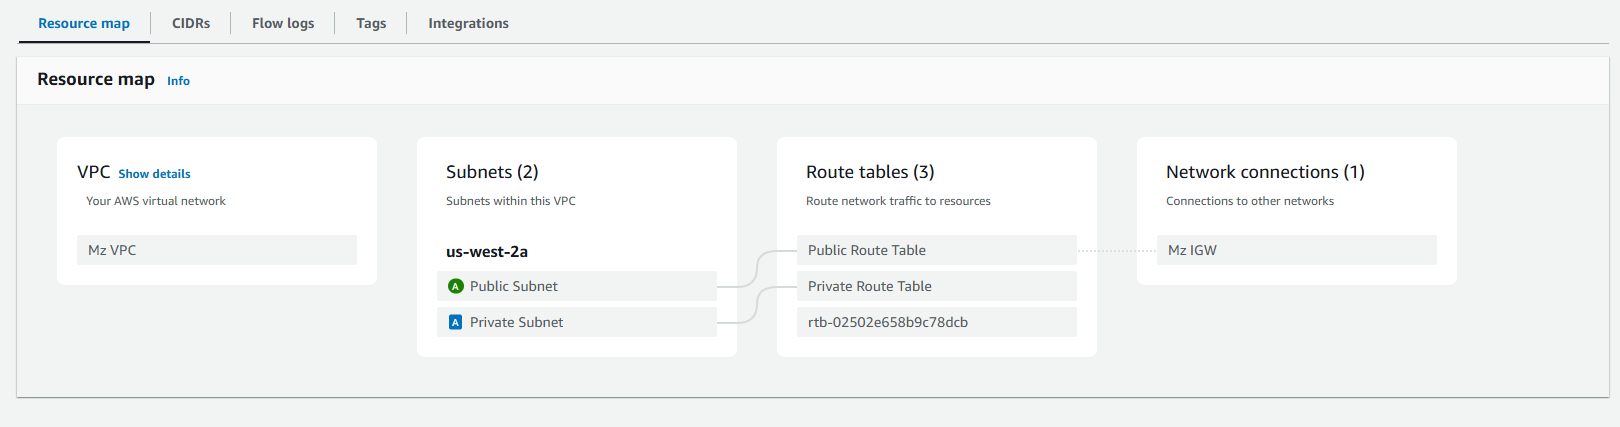 Resource map
CIDRs
Flow logs
Tags
Integrations
Resource map Info
VPC Show details
Your AWS virtual network
Mz VPC
Subnets (2)
Subnets within this VPC
us-west-2a
A Public Subnet
A Private Subnet
Route tables (3)
Route network traffic to resources
Public Route Table
Private Route Table
rtb-02502e658b9c78dcb
Network connections (1)
Connections to other networks
Mz IGW